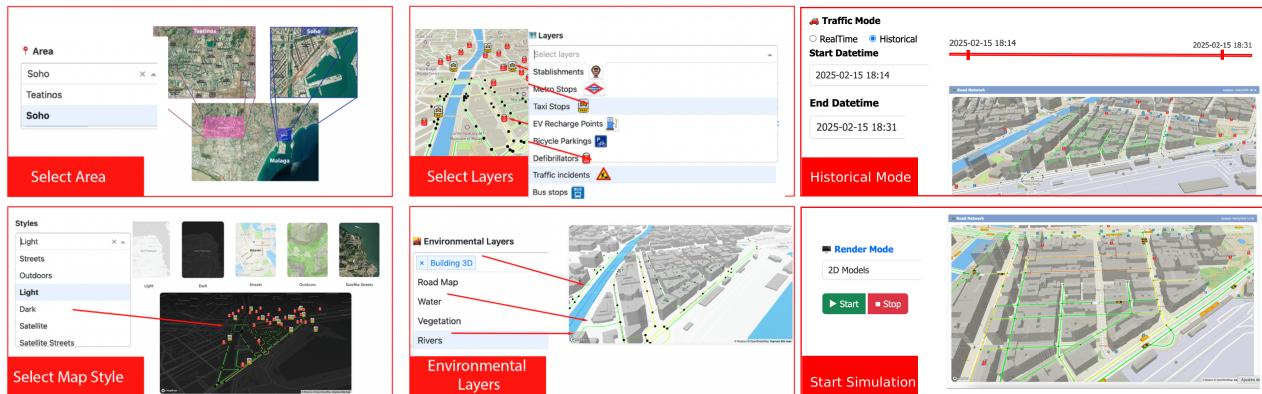 Area
Soho
Teatinos
Soho
Teatinos
Soho
Malaga
Select Area
Layers
Select layers
Stablishments
Metro Stops
Taxi Stops
EV Recharge Points
Bicycle Parkings
Defibrillators
Traffic incidents
Bus stops
Select Layers
Traffic Mode
RealTime
Historical
Start Datetime
2025-02-15 18:14
End Datetime
2025-02-15 18:31
2025-02-15 18:14
2025-02-15 18:31
Road Network
Historical Mode
Styles
Light
Streets
Outdoors
Light
Dark
Satellite
Satellite Streets
Light
Dark
Streets
Outdoors
Satellite Streets
Select Map Style
Environmental Layers
× Building 3D
Road Map
Water
Vegetation
Rivers
Environmental
Layers
Render Mode
2D Models
Start
Stop
Road Network
Start Simulation